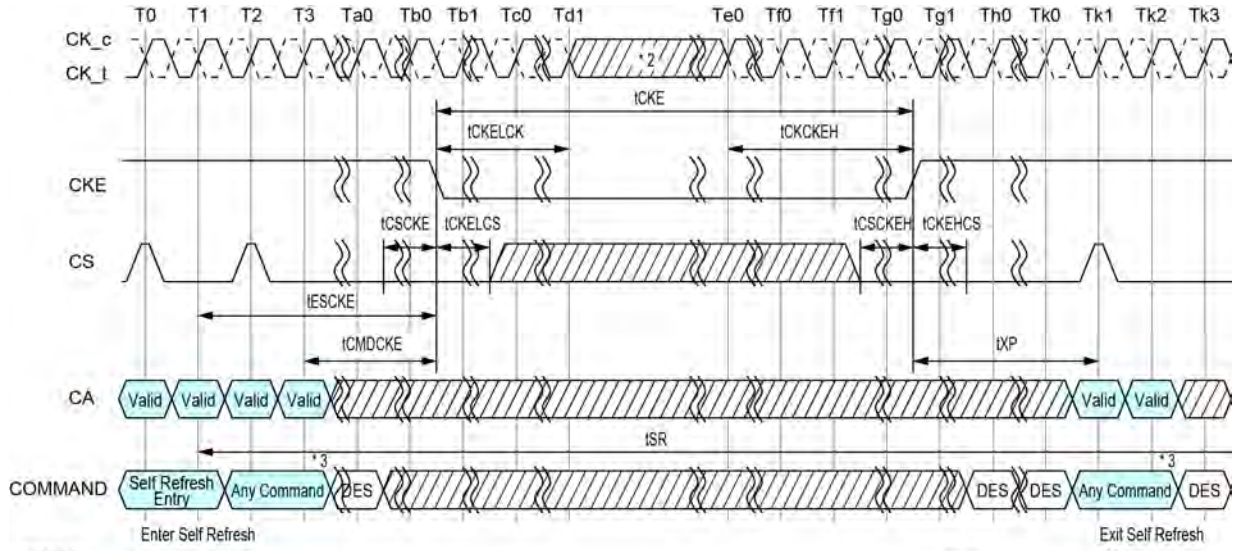 T0 T1 T2 T3 Ta0 Tb0 Tb1 Tc0 Td1 Te0 Tf0 Tf1 Tg0 Tg1 Th0 Tk0 Tk1 Tk2 Tk3
CK_c
CK_t
*2
tCKE
tCKELCK tCKCKEH
CKE
tCSCKE tCKELCS tCSCKEH tCKEHCS
CS
tESCKE
tCMDCKE tXP
CA Valid Valid Valid Valid Valid Valid
tSR
*3 *3
COMMAND Self Refresh Entry Any Command DES DES DES Any Command DES
Enter Self Refresh Exit Self Refresh